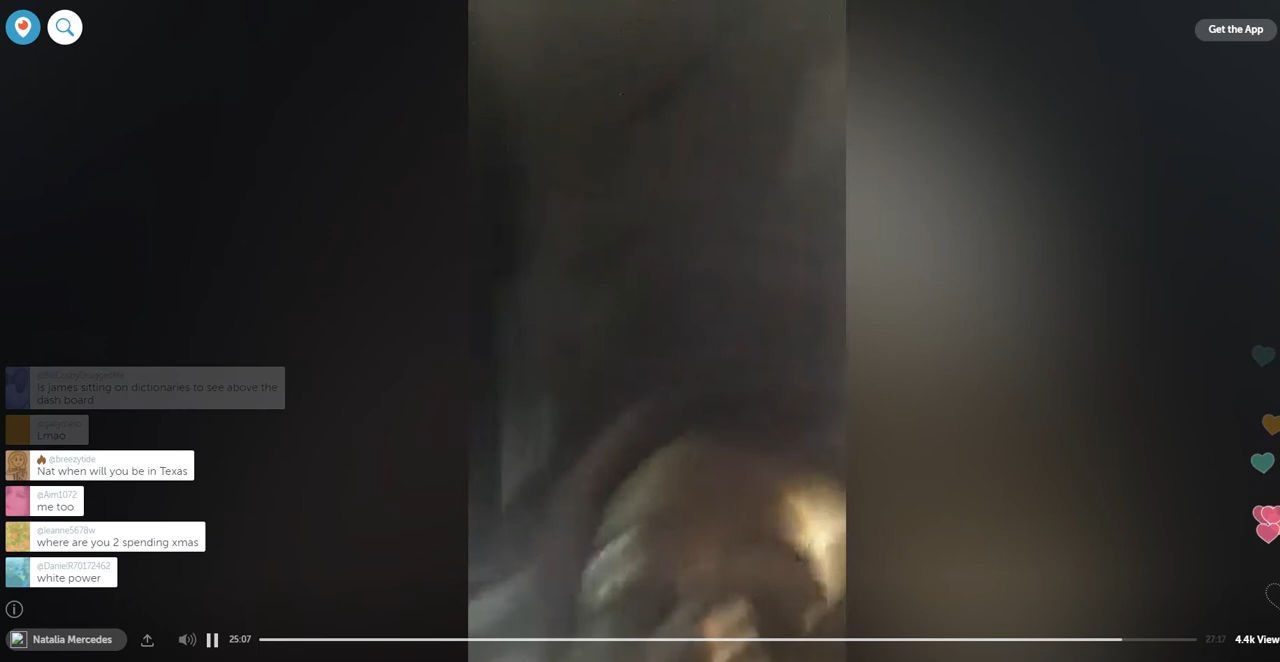 Get the App
Is james sitting on dictionaries to see above the
dash board
Lmao
@breezytide
Nat when will you be in Texas
@Aim1072
me too
@leanne5678w
where are you 2 spending xmas
@DanielR70172462
white power
Natalia Mercedes
25:07
27:17
4.4k View